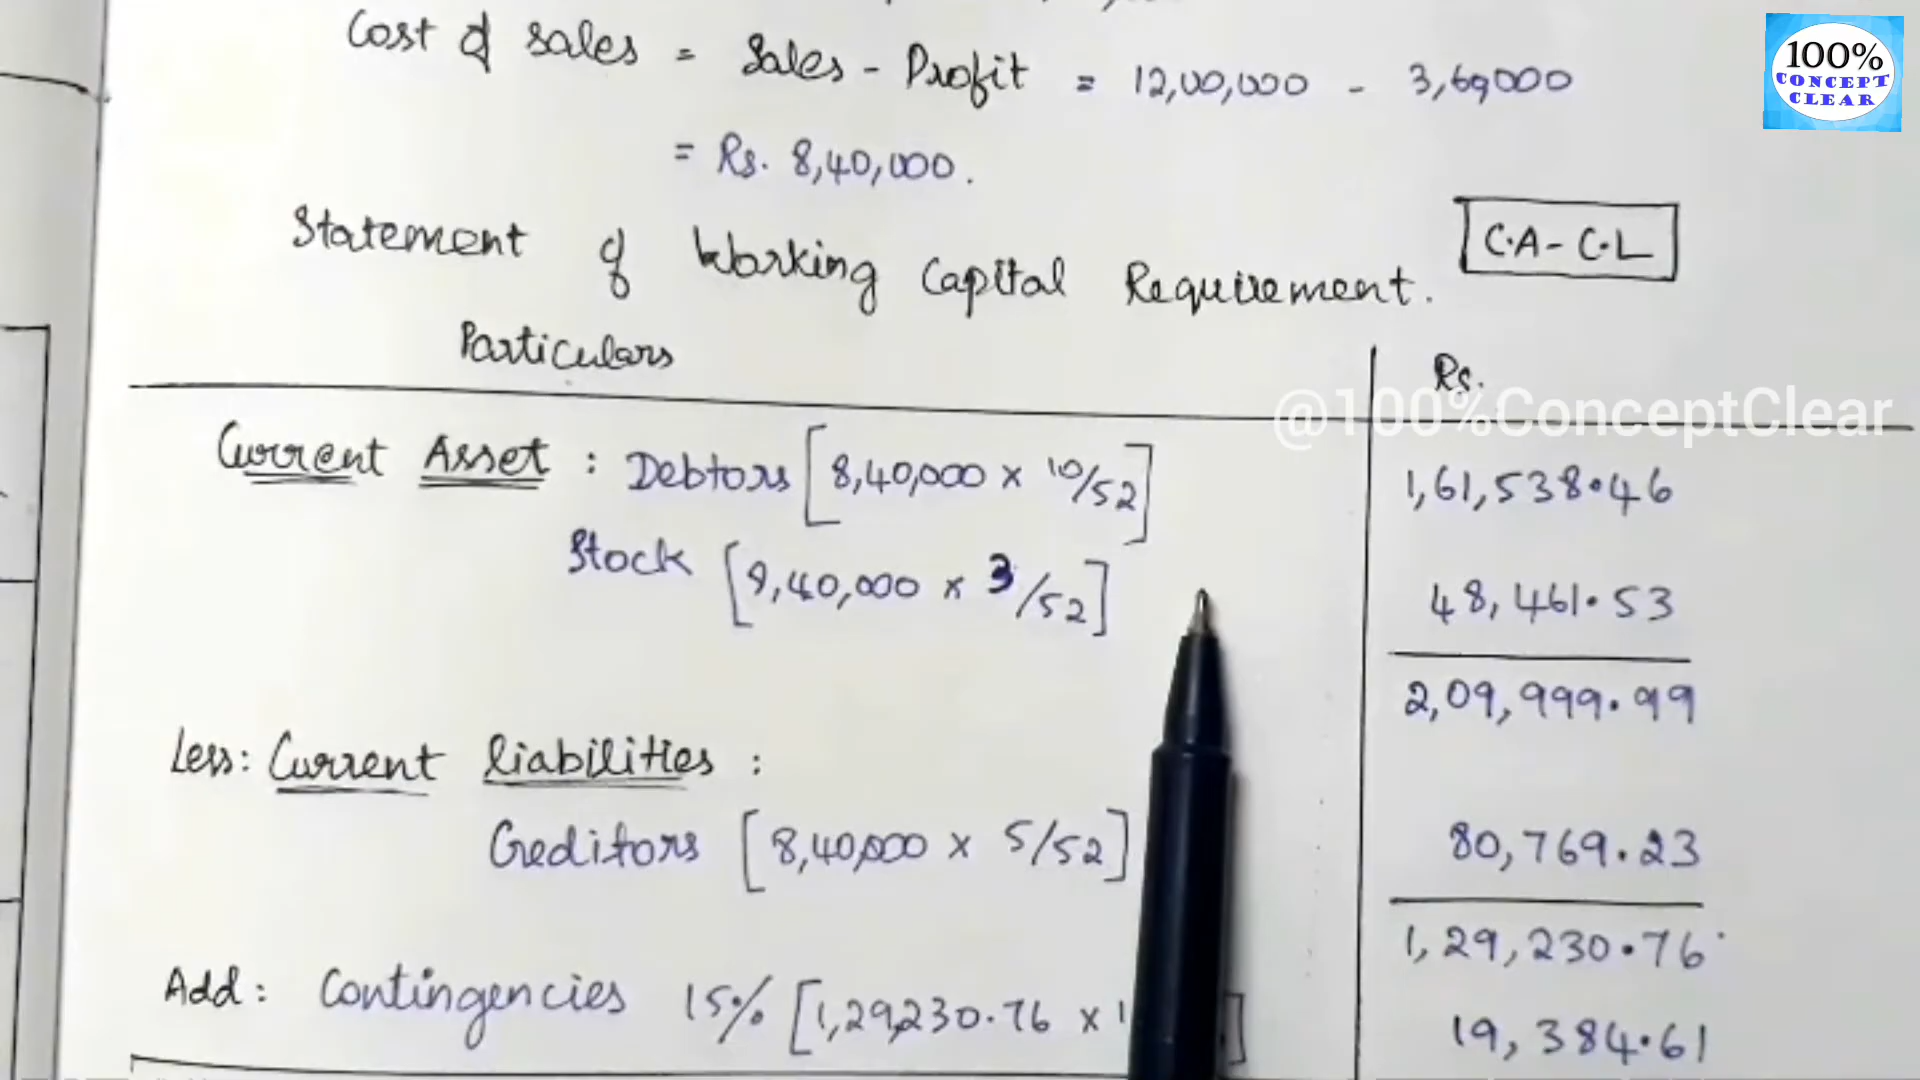 Cost of Sales = Sales - Profit = 12,00,000 - 3,60000
= Rs. 8,40,000.
Statement of Working Capital Requirement. C.A - C.L
Particulars Rs.
Current Asset : Debtors [8,40,000 x 10/52] 1,61,538.46
Stock [8,40,000 x 3/52] 48,461.53
2,09,999.99
Less: Current liabilities :
Creditors [8,40,000 x 5/52] 80,769.23
1,29,230.76
Add: Contingencies 15% [1,29,230.76 x 1 ] 19,384.61
100%
CONCEPT
CLEAR
@100%ConceptClear